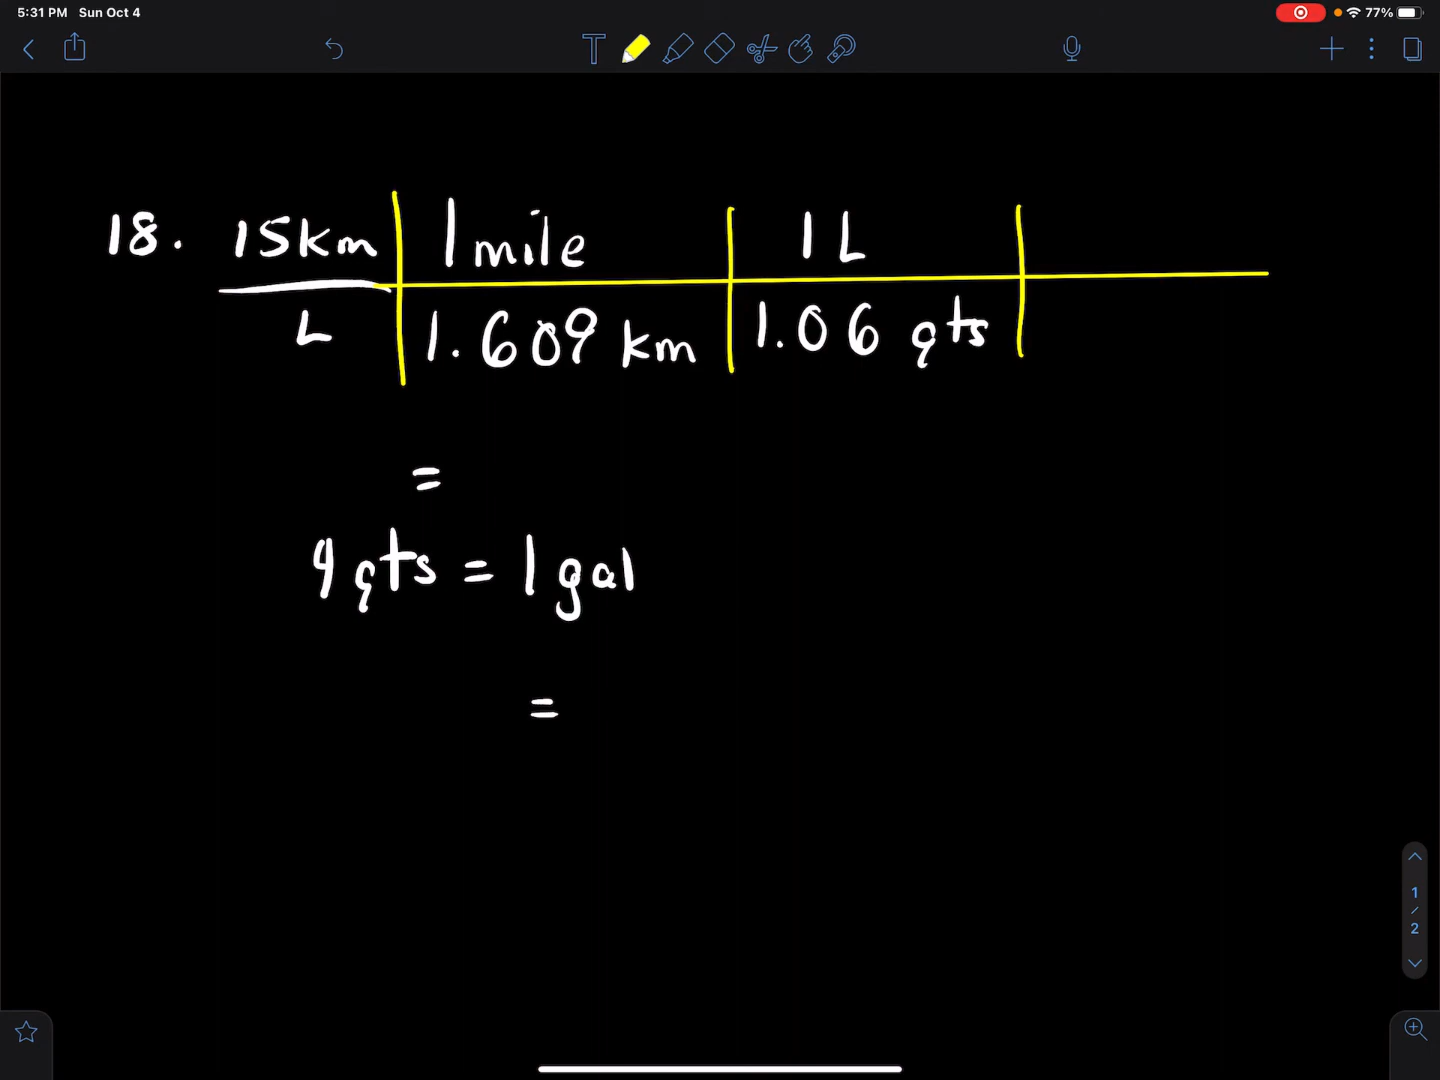 5:31 PM Sun Oct 4 77%
18. 15km 1 mile 1 L
L 1.609 km 1.06 qts
=
4 qts = 1 gal
=
1
/
2